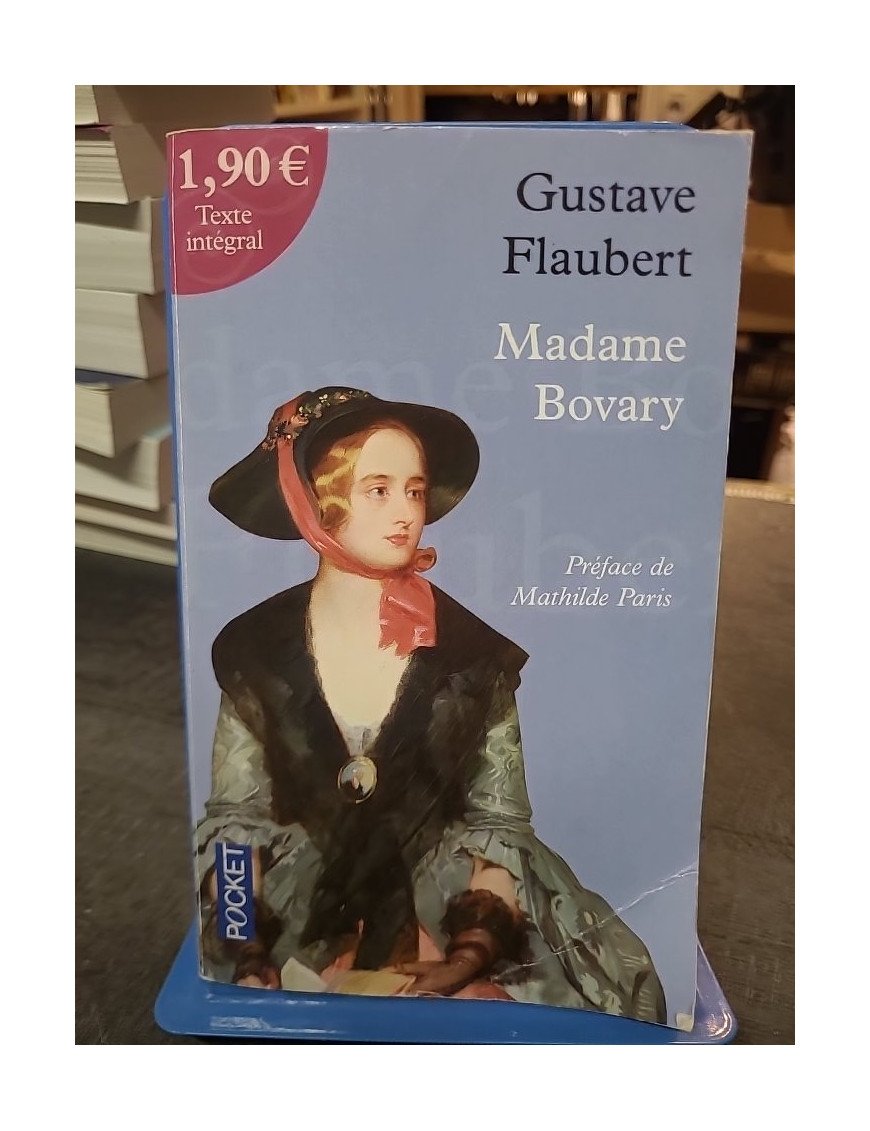 1,90 €
Texte
intégral
Gustave
Flaubert
Madame
Bovary
Préface de
Mathilde Paris
POCKET